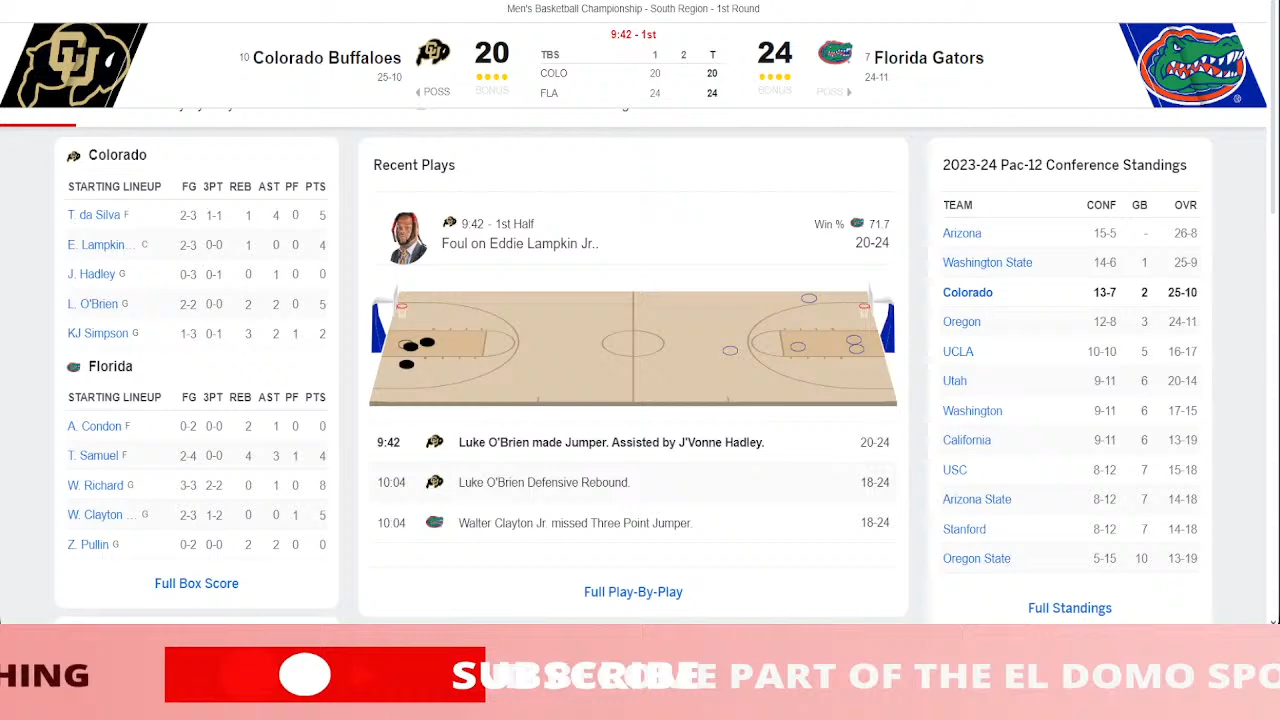 Men's Basketball Championship - South Region - 1st Round
10 Colorado Buffaloes
25-10
20
BONUS
POSS
9:42 - 1st
TBS 1 2 T
COLO 20 20
FLA 24 24
24
BONUS
POSS
7 Florida Gators
24-11
Colorado
STARTING LINEUP FG 3PT REB AST PF PTS
T. da Silva F 2-3 1-1 1 4 0 5
E. Lampkin... C 2-3 0-0 1 0 0 4
J. Hadley G 0-3 0-1 0 1 0 0
L. O'Brien G 2-2 0-0 2 2 0 5
KJ Simpson G 1-3 0-1 3 2 1 2
Florida
STARTING LINEUP FG 3PT REB AST PF PTS
A. Condon F 0-2 0-0 2 1 0 0
T. Samuel F 2-4 0-0 4 3 1 4
W. Richard G 3-3 2-2 0 1 0 8
W. Clayton ... G 2-3 1-2 0 0 1 5
Z. Pullin G 0-2 0-0 2 2 0 0
Full Box Score
Recent Plays
9:42 - 1st Half
Foul on Eddie Lampkin Jr..
Win % 71.7
20-24
9:42 Luke O'Brien made Jumper. Assisted by J'Vonne Hadley. 20-24
10:04 Luke O'Brien Defensive Rebound. 18-24
10:04 Walter Clayton Jr. missed Three Point Jumper. 18-24
Full Play-By-Play
2023-24 Pac-12 Conference Standings
TEAM CONF GB OVR
Arizona 15-5 - 26-8
Washington State 14-6 1 25-9
Colorado 13-7 2 25-10
Oregon 12-8 3 24-11
UCLA 10-10 5 16-17
Utah 9-11 6 20-14
Washington 9-11 6 17-15
California 9-11 6 13-19
USC 8-12 7 15-18
Arizona State 8-12 7 14-18
Stanford 8-12 7 14-18
Oregon State 5-15 10 13-19
Full Standings
HING SUBSCRIBE PART OF THE EL DOMO SPO